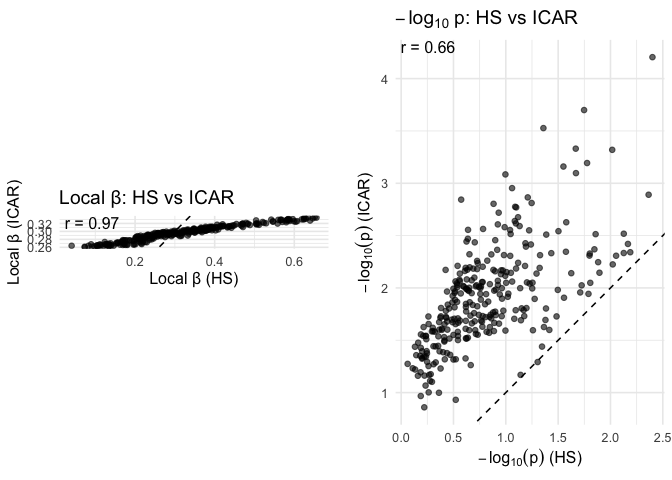 Local β: HS vs ICAR
r = 0.97
Local β (ICAR)
0.32
0.30
0.28
0.26
0.2
0.4
0.6
Local β (HS)
−log10 p: HS vs ICAR
r = 0.66
−log10(p) (ICAR)
4
3
2
1
0.0
0.5
1.0
1.5
2.0
2.5
−log10(p) (HS)